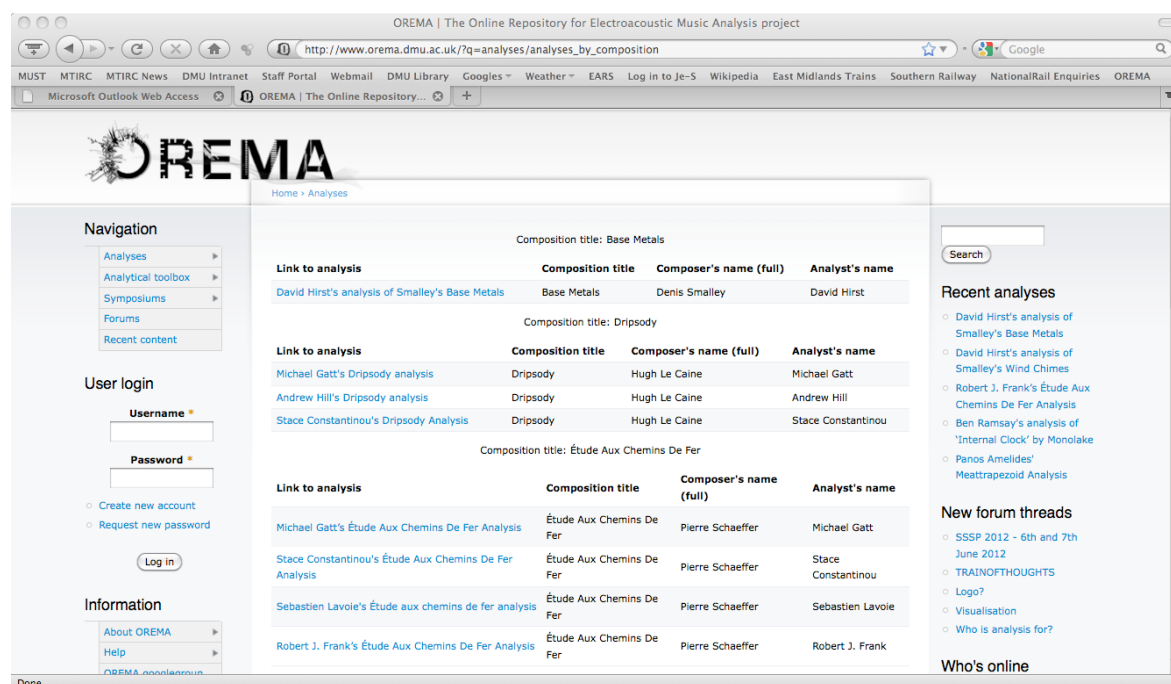 OREMA | The Online Repository for Electroacoustic Music Analysis project
http://www.orema.dmu.ac.uk/?q=analyses/analyses_by_composition
Google
MUST MTIRC MTIRC News DMU Intranet Staff Portal Webmail DMU Library Googles Weather EARS Log in to Je-S Wikipedia East Midlands Trains Southern Railway NationalRail Enquiries OREMA
Microsoft Outlook Web Access OREMA | The Online Repository... +
OREMA
Home › Analyses
Navigation
Analyses
Analytical toolbox
Symposiums
Forums
Recent content
User login
Username *
Password *
Create new account
Request new password
Log in
Information
About OREMA
Help
OREMA googlegroup
Composition title: Base Metals
Link to analysis Composition title Composer's name (full) Analyst's name
David Hirst's analysis of Smalley's Base Metals Base Metals Denis Smalley David Hirst
Composition title: Dripsody
Link to analysis Composition title Composer's name (full) Analyst's name
Michael Gatt's Dripsody analysis Dripsody Hugh Le Caine Michael Gatt
Andrew Hill's Dripsody analysis Dripsody Hugh Le Caine Andrew Hill
Stace Constantinou's Dripsody Analysis Dripsody Hugh Le Caine Stace Constantinou
Composition title: Étude Aux Chemins De Fer
Link to analysis Composition title Composer's name
(full) Analyst's name
Michael Gatt's Étude Aux Chemins De Fer Analysis Étude Aux Chemins De
Fer Pierre Schaeffer Michael Gatt
Stace Constantinou's Étude Aux Chemins De Fer
Analysis Étude Aux Chemins De
Fer Pierre Schaeffer Stace
Constantinou
Sebastien Lavoie's Étude aux chemins de fer analysis Étude Aux Chemins De
Fer Pierre Schaeffer Sebastien Lavoie
Robert J. Frank's Étude Aux Chemins De Fer Analysis Étude Aux Chemins De
Fer Pierre Schaeffer Robert J. Frank
Search
Recent analyses
David Hirst's analysis of
Smalley's Base Metals
David Hirst's analysis of
Smalley's Wind Chimes
Robert J. Frank's Étude Aux
Chemins De Fer Analysis
Ben Ramsay's analysis of
'Internal Clock' by Monolake
Panos Amelides'
Meattrapezoid Analysis
New forum threads
SSSP 2012 - 6th and 7th
June 2012
TRAINOFTHOUGHTS
Logo?
Visualisation
Who is analysis for?
Who's online
Done